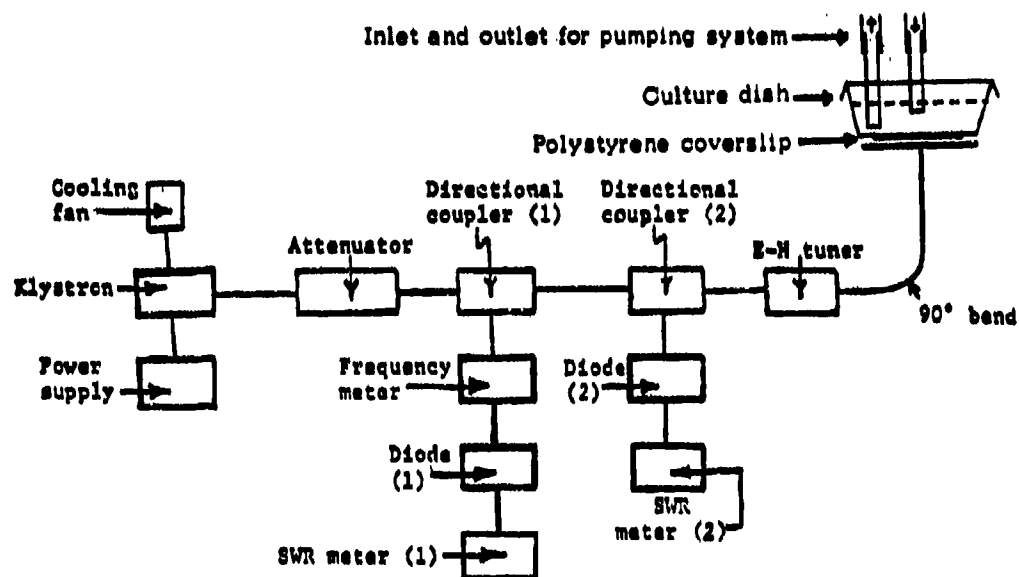 Inlet and outlet for pumping system
Culture dish
Polystyrene coverslip
Cooling
fan
Directional
coupler (1)
Directional
coupler (2)
Attenuator
E-H tuner
Klystron
90° bend
Power
supply
Frequency
meter
Diode
(2)
Diode
(1)
SWR
meter (2)
SWR meter (1)